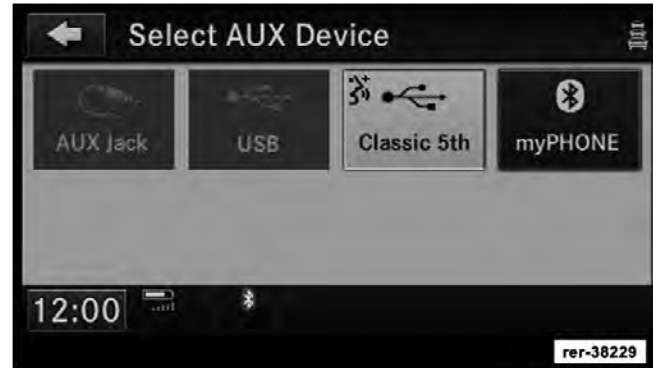 Select AUX Device
AUX Jack
USB
Classic 5th
myPHONE
12:00
rer-38229